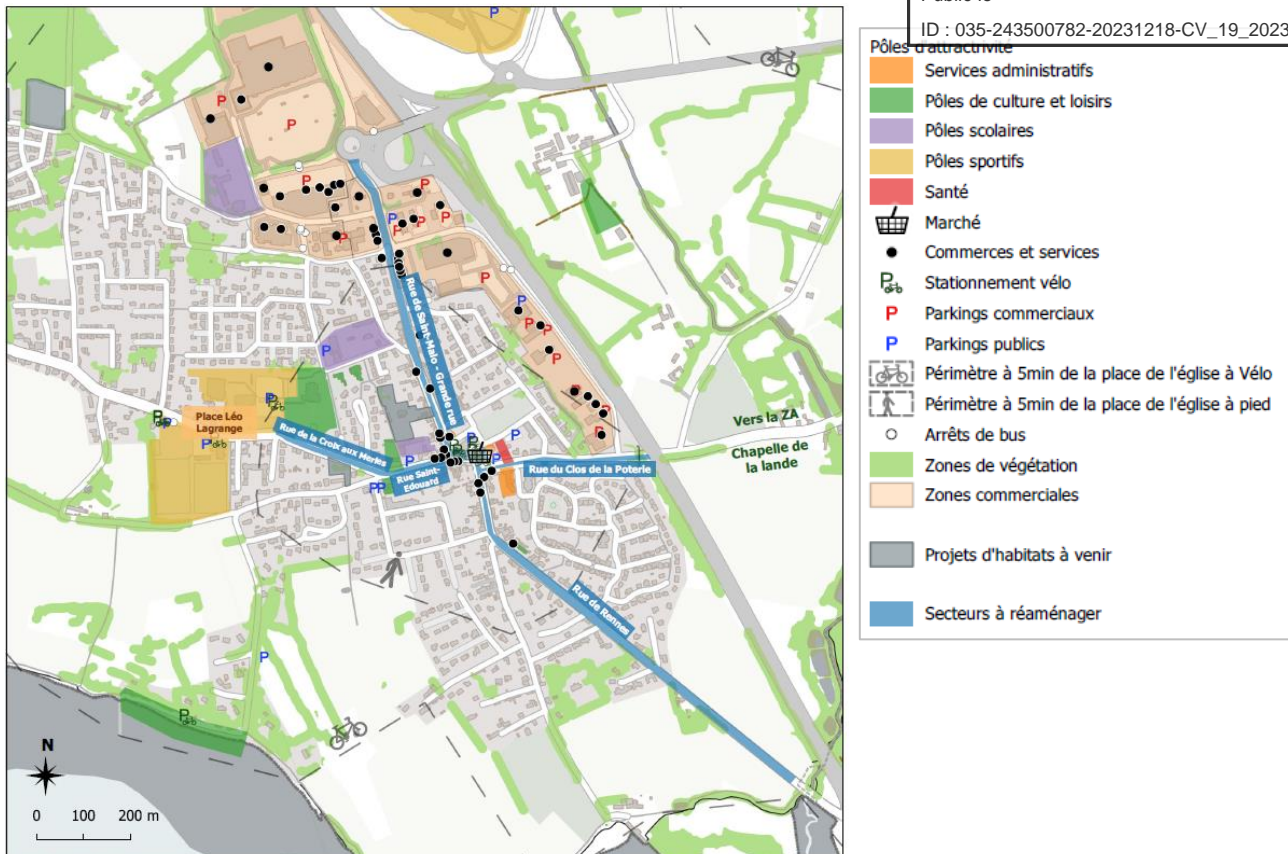 Publié le
ID : 035-243500782-20231218-CV_19_2023
Pôles d'attractivité
Services administratifs
Pôles de culture et loisirs
Pôles scolaires
Pôles sportifs
Santé
Marché
Commerces et services
Stationnement vélo
P Parkings commerciaux
P Parkings publics
Périmètre à 5min de la place de l'église à Vélo
Périmètre à 5min de la place de l'église à pied
Arrêts de bus
Zones de végétation
Zones commerciales
Projets d'habitats à venir
Secteurs à réaménager
Rue de Saint-Malo - Grande rue
Place Léo
Lagrange
Rue de la Croix aux Merles
Rue Saint-
Edouard
Rue du Clos de la Poterie
Vers la ZA
Chapelle de
la lande
Rue de Rennes
N
0 100 200 m